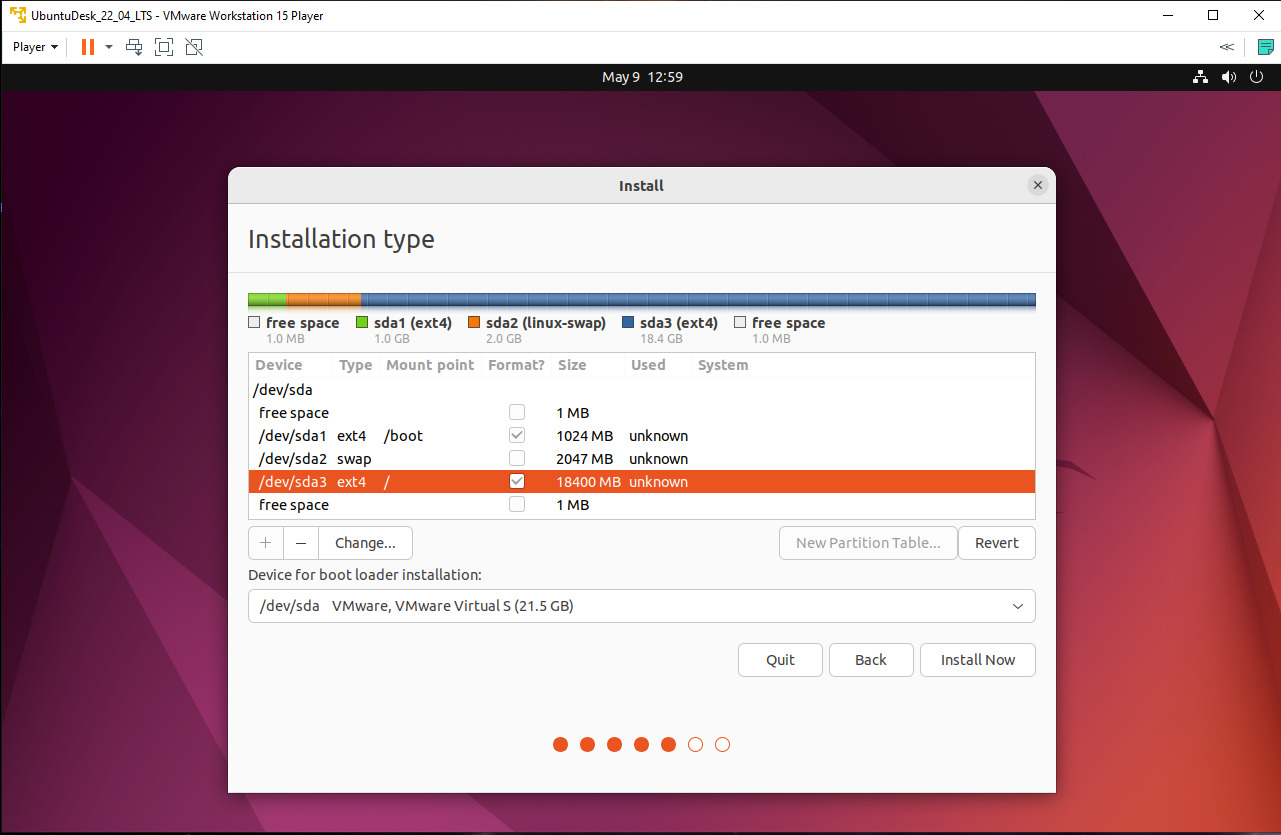 UbuntuDesk_22_04_LTS - VMware Workstation 15 Player
Player
May 9 12:59
Install
Installation type
free space sda1 (ext4) sda2 (linux-swap) sda3 (ext4) free space
1.0 MB 1.0 GB 2.0 GB 18.4 GB 1.0 MB
Device Type Mount point Format? Size Used System
/dev/sda
free space 1 MB
/dev/sda1 ext4 /boot 1024 MB unknown
/dev/sda2 swap 2047 MB unknown
/dev/sda3 ext4 / 18400 MB unknown
free space 1 MB
+ – Change... New Partition Table... Revert
Device for boot loader installation:
/dev/sda VMware, VMware Virtual S (21.5 GB)
Quit Back Install Now